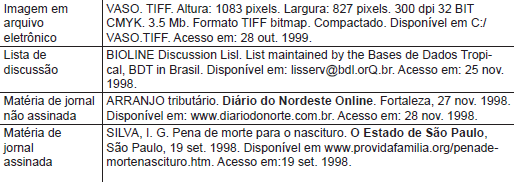 Imagem em
arquivo
eletrônico
VASO. TIFF. Altura: 1083 pixels. Largura: 827 pixels. 300 dpi 32 BIT
CMYK. 3.5 Mb. Formato TIFF bitmap. Compactado. Disponível em C:/
VASO.TIFF. Acesso em: 28 out. 1999.
Lista de
discussão
BIOLINE Discussion Lisl. List maintained by the Bases de Dados Tropi-
cal, BDT in Brasil. Disponível em: lisserv@bdl.orQ.br. Acesso em: 25 nov.
1998.
Matéria de jornal
não assinada
ARRANJO tributário. Diário do Nordeste Online. Fortaleza, 27 nov. 1998.
Disponível em: www.diariodonorte.com.br. Acesso em: 28 nov. 1998.
Matéria de
jornal
assinada
SILVA, I. G. Pena de morte para o nascituro. O Estado de São Paulo,
São Paulo, 19 set. 1998. Disponível em www.providafamilia.org/penade-
mortenascituro.htm. Acesso em:19 set. 1998.